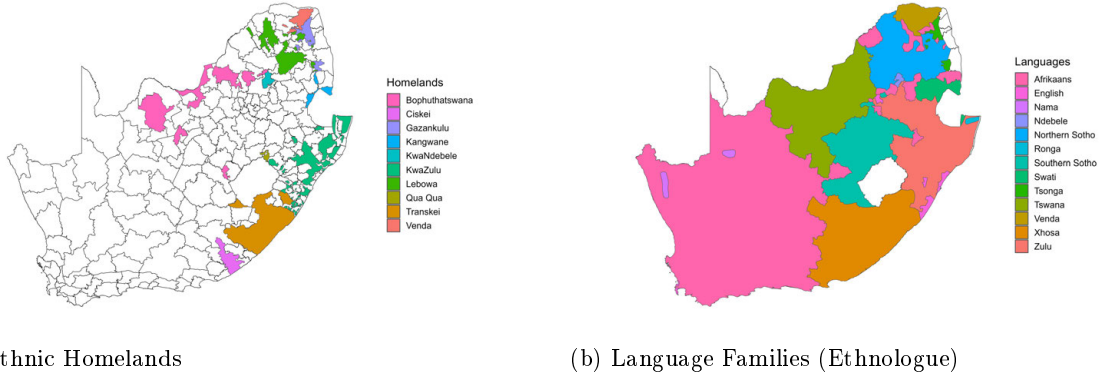 Homelands
Bophuthatswana
Ciskei
Gazankulu
Kangwane
KwaNdebele
KwaZulu
Lebowa
Qua Qua
Transkei
Venda
Languages
Afrikaans
English
Nama
Ndebele
Northern Sotho
Ronga
Southern Sotho
Swati
Tsonga
Tswana
Venda
Xhosa
Zulu
thnic Homelands
(b) Language Families (Ethnologue)